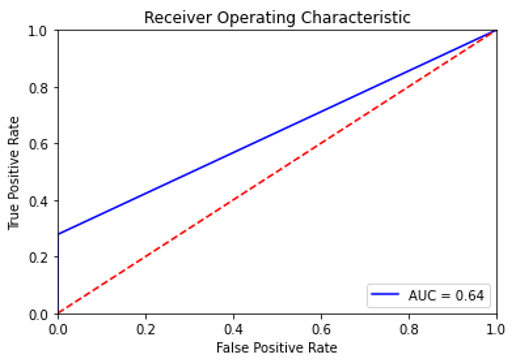 Receiver Operating Characteristic
1.0
0.8
0.6
0.4
0.2
0.0
True Positive Rate
AUC = 0.64
0.0 0.2 0.4 0.6 0.8 1.0
False Positive Rate